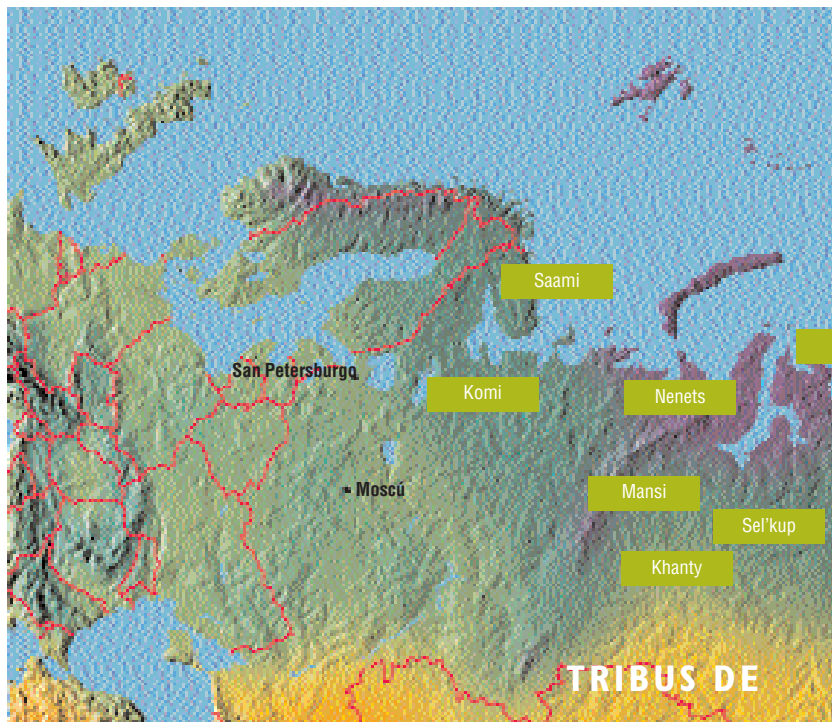 Saami
San Petersburgo
Komi
Nenets
Moscú
Mansi
Sel'kup
Khanty
TRIBUS DE